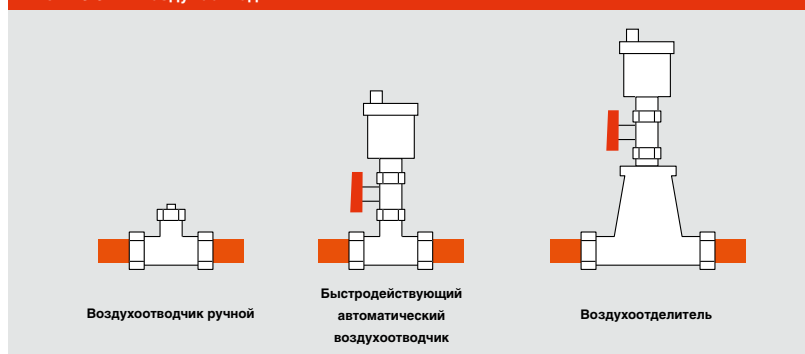 Воздухоотводчик ручной
Быстродействующий
автоматический
воздухоотводчик
Воздухоотделитель